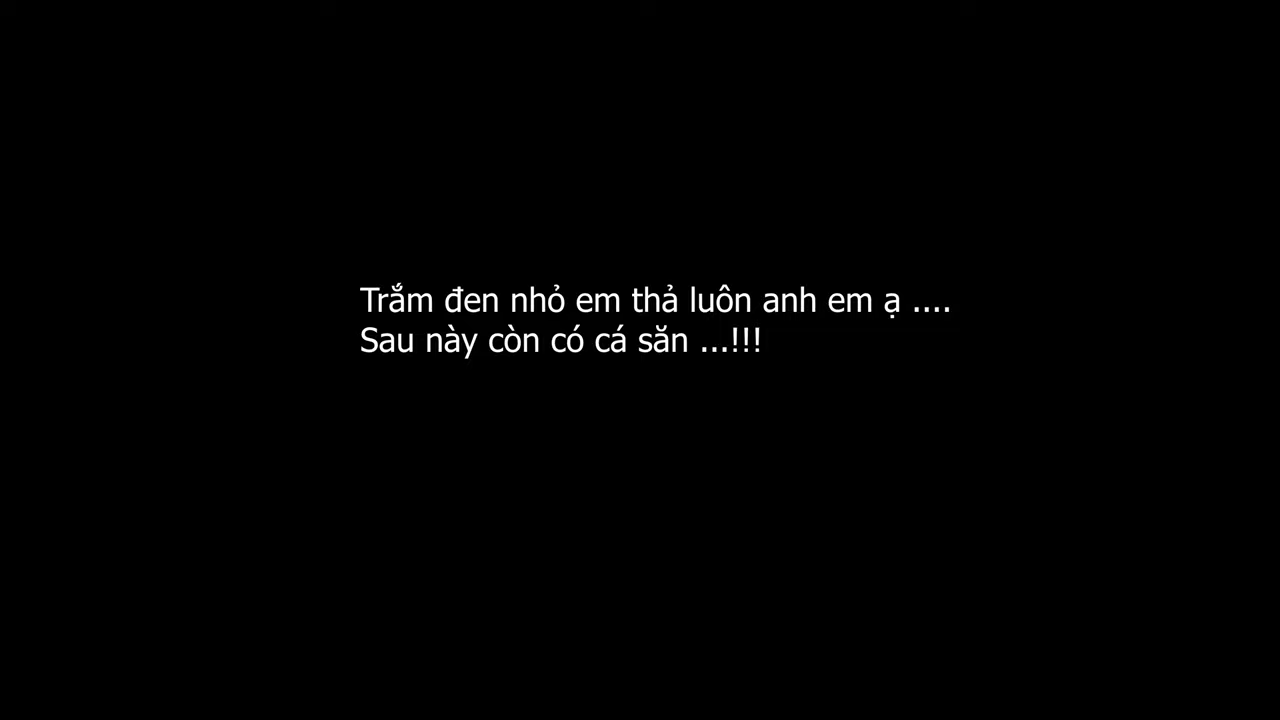 Trắm đen nhỏ em thả luôn anh em ạ ....
Sau này còn có cá săn ...!!!